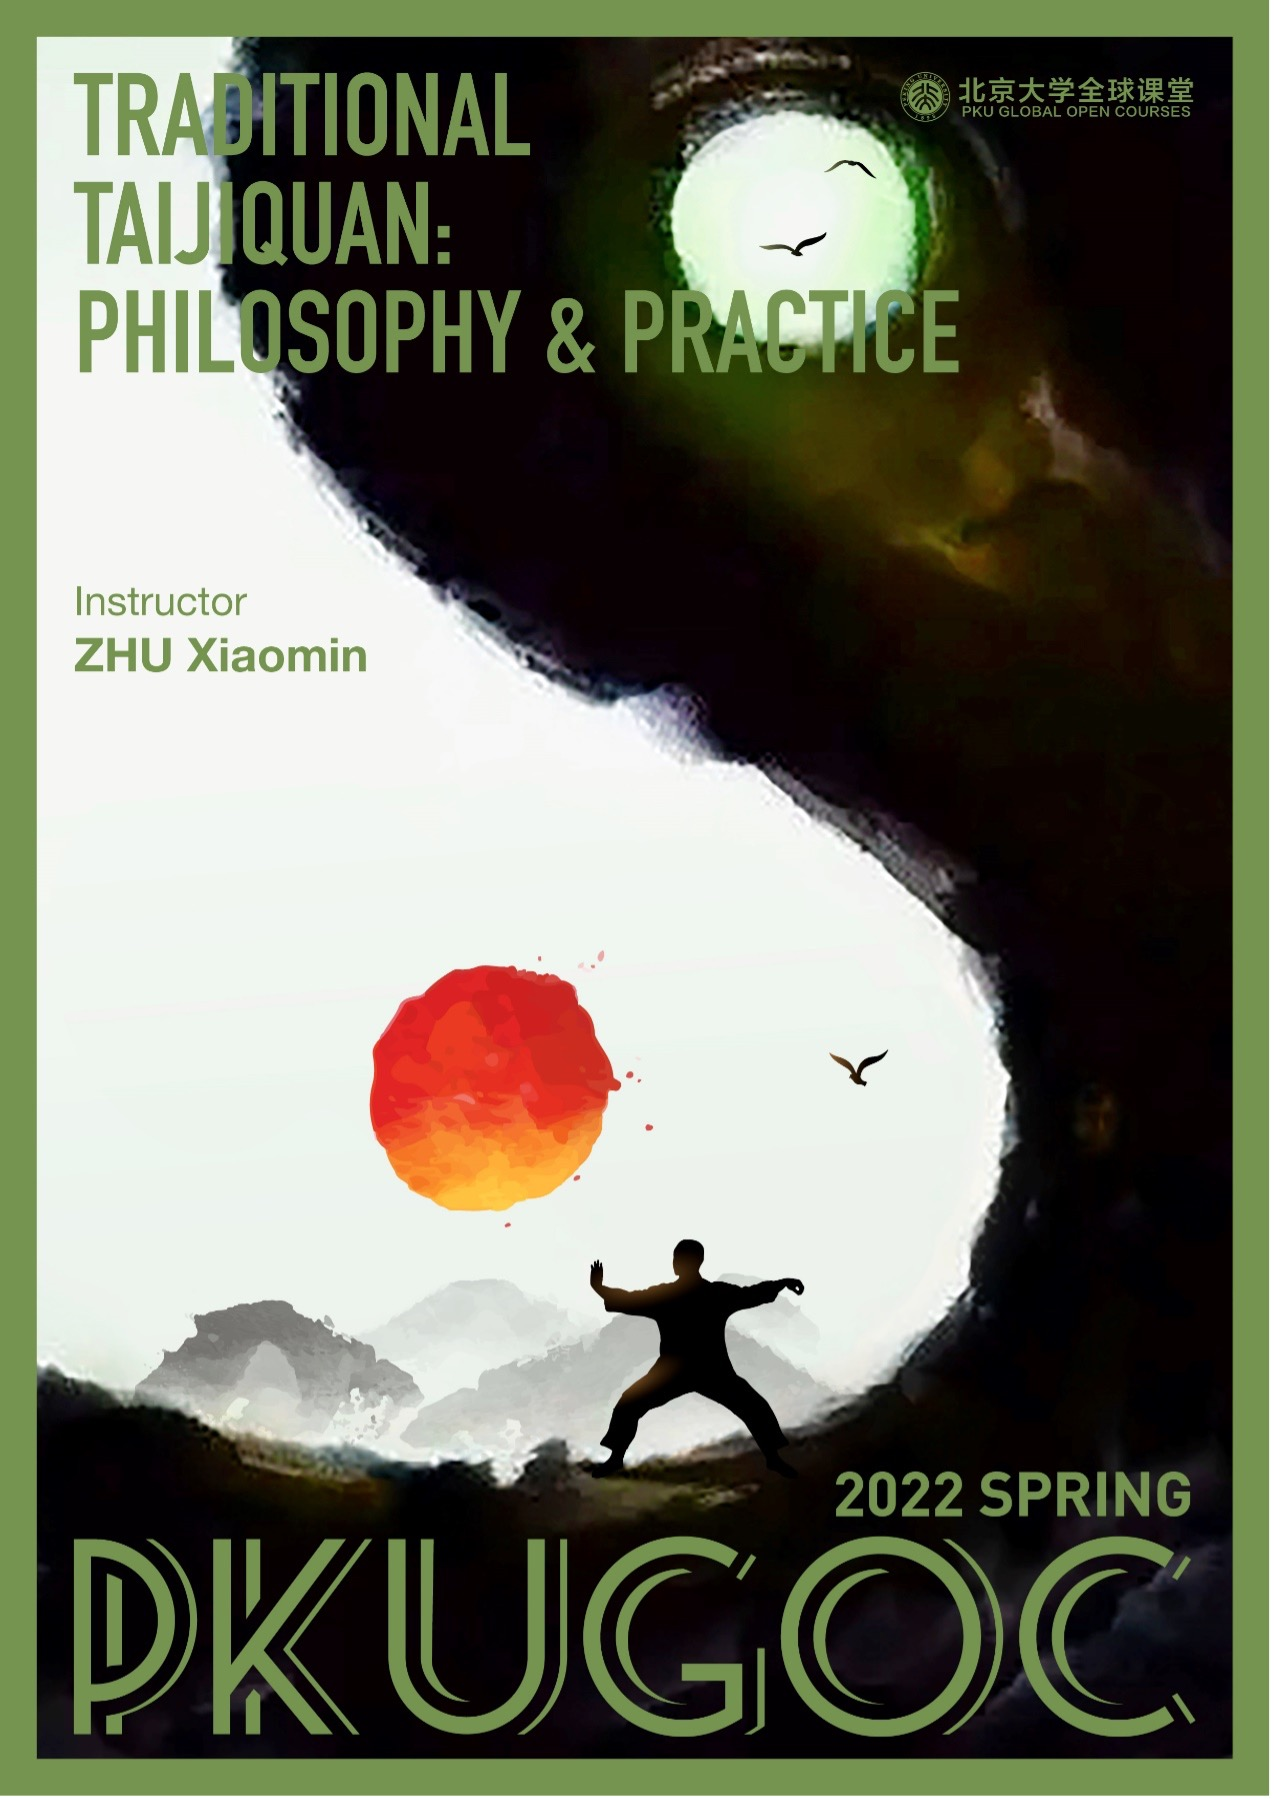 TRADITIONAL
TAIJIQUAN:
PHILOSOPHY & PRACTICE
北京大学全球课堂
PKU GLOBAL OPEN COURSES
Instructor
ZHU Xiaomin
2022 SPRING
PKUGOC